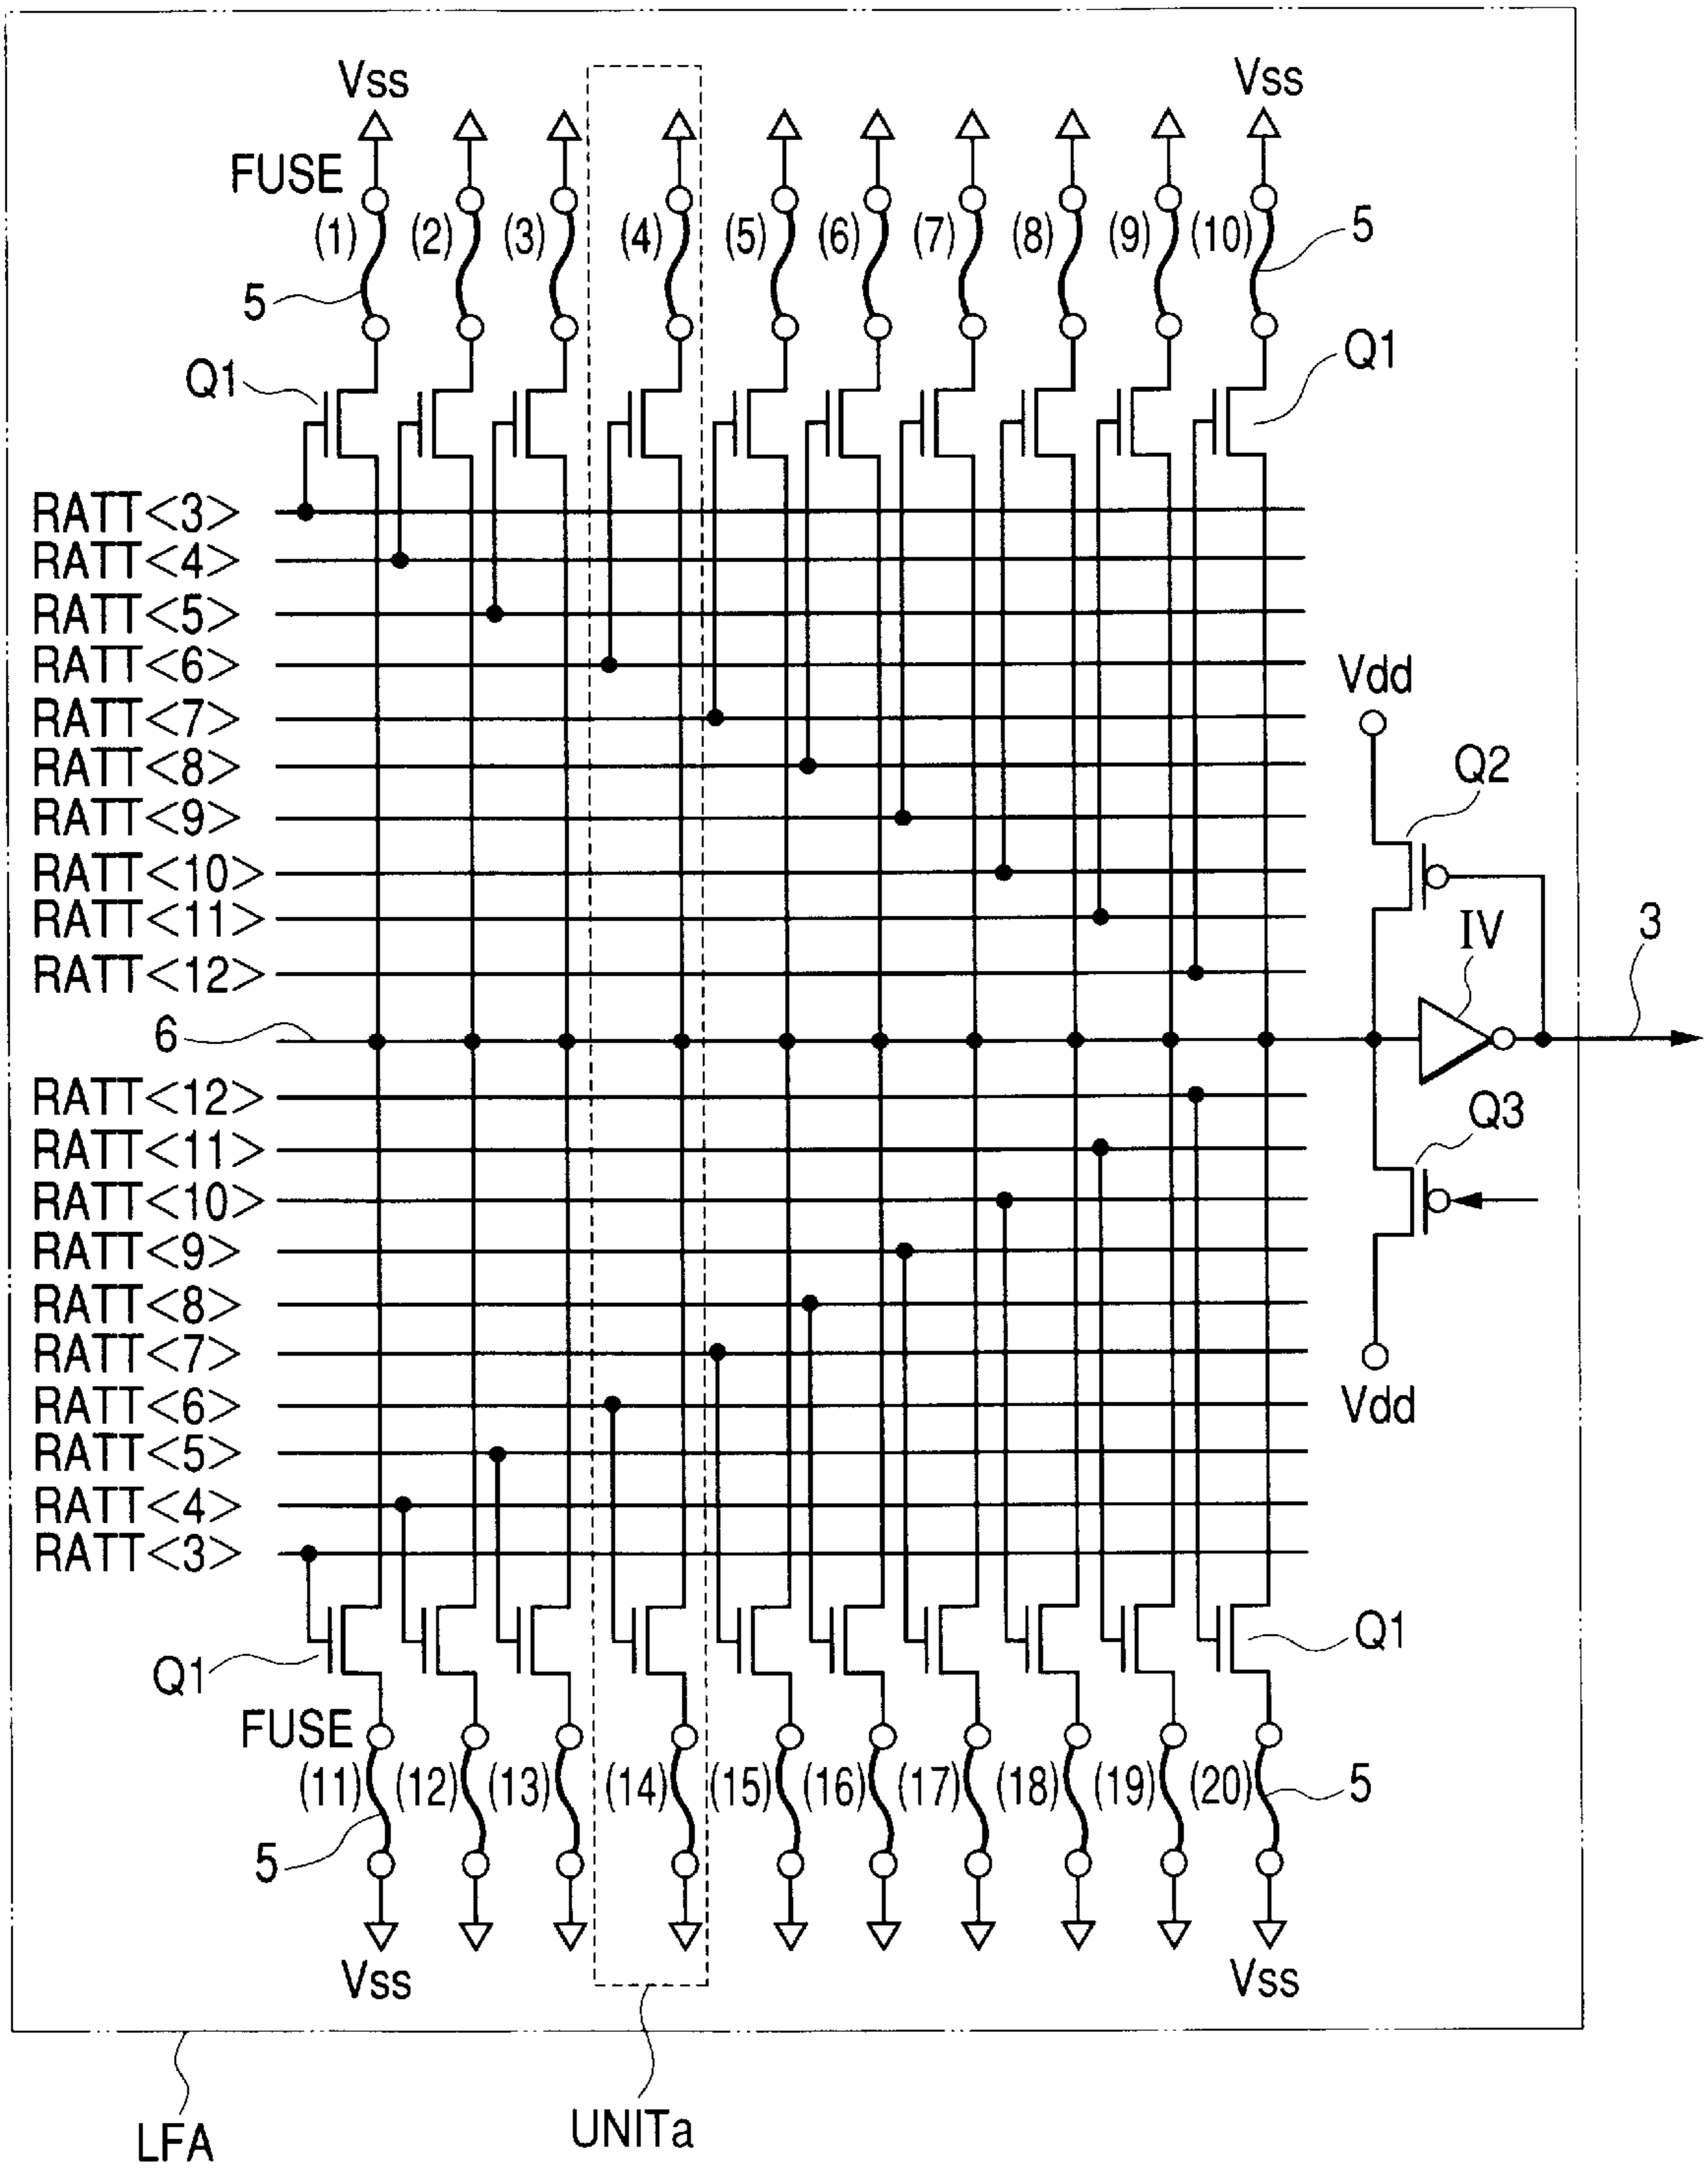 Vss Vss
FUSE
(1) (2) (3) (4) (5) (6) (7) (8) (9) (10) 5
5
Q1 Q1
RATT<3>
RATT<4>
RATT<5>
RATT<6>
Vdd
RATT<7>
RATT<8> Q2
RATT<9>
RATT<10>
RATT<11> IV 3
RATT<12>
6
RATT<12> Q3
RATT<11>
RATT<10>
RATT<9>
RATT<8>
RATT<7>
RATT<6> Vdd
RATT<5>
RATT<4>
RATT<3>
Q1 Q1
FUSE
(11) (12) (13) (14) (15) (16) (17) (18) (19) (20) 5
5
Vss Vss
LFA UNITa